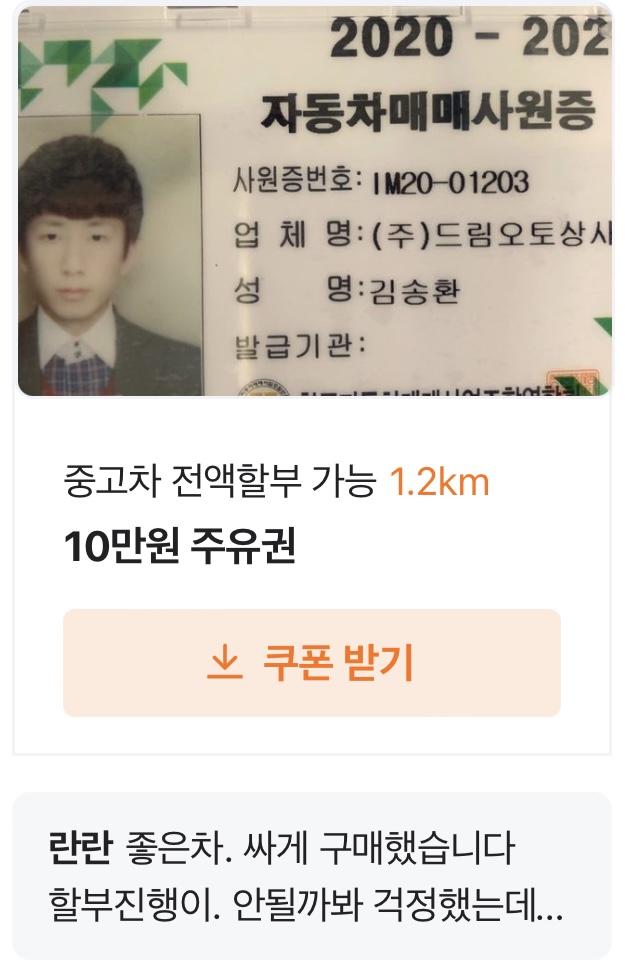 2020 - 202
자동차매매사원증
사원증번호: IM20-01203
업 체 명: (주)드림오토상사
성 명: 김송환
발급기관:
중고차 전액할부 가능 1.2km
10만원 주유권
쿠폰 받기
란란 좋은차. 싸게 구매했습니다
할부진행이. 안될까봐 걱정했는데...